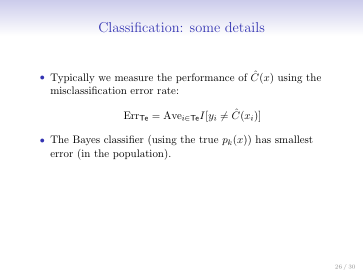 Classification: some details
• Typically we measure the performance of Ĉ(x) using the
misclassification error rate:
Err_Te = Ave_{i∈Te} I[y_i ≠ Ĉ(x_i)]
• The Bayes classifier (using the true p_k(x)) has smallest
error (in the population).
26 / 30